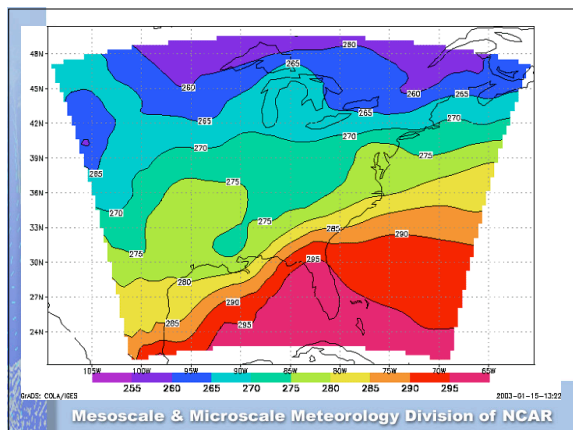 48N
45N
42N
39N
36N
33N
30N
27N
24N
280
265
260
260
265
265
265
270
270
270
285
275
275
275
270
275
285
290
280
295
290
285
295
105W 100W 95W 90W 85W 80W 75W 70W 65W
255 260 265 270 275 280 285 290 295
GrADS: COLA/IGES
2003-01-15-13:22
Mesoscale & Microscale Meteorology Division of NCAR